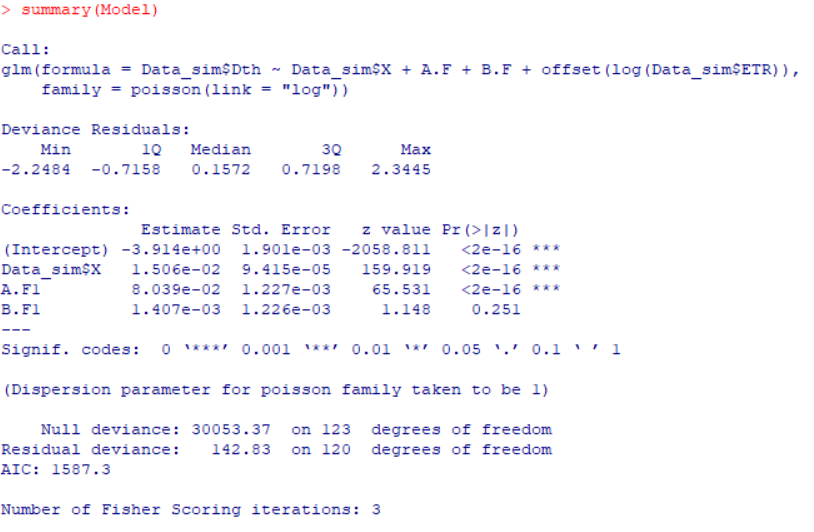 > summary(Model)
Call:
glm(formula = Data_sim$Dth ~ Data_sim$X + A.F + B.F + offset(log(Data_sim$ETR)),
    family = poisson(link = "log"))
Deviance Residuals:
    Min      1Q  Median      3Q     Max
-2.2484 -0.7158  0.1572  0.7198  2.3445
Coefficients:
              Estimate Std. Error   z value Pr(>|z|)
(Intercept) -3.914e+00  1.901e-03 -2058.811   <2e-16 ***
Data_sim$X   1.506e-02  9.415e-05   159.919   <2e-16 ***
A.F1         8.039e-02  1.227e-03    65.531   <2e-16 ***
B.F1         1.407e-03  1.226e-03     1.148    0.251
---
Signif. codes:  0 ‘***’ 0.001 ‘**’ 0.01 ‘*’ 0.05 ‘.’ 0.1 ‘ ’ 1
(Dispersion parameter for poisson family taken to be 1)
    Null deviance: 30053.37  on 123  degrees of freedom
Residual deviance:   142.83  on 120  degrees of freedom
AIC: 1587.3
Number of Fisher Scoring iterations: 3